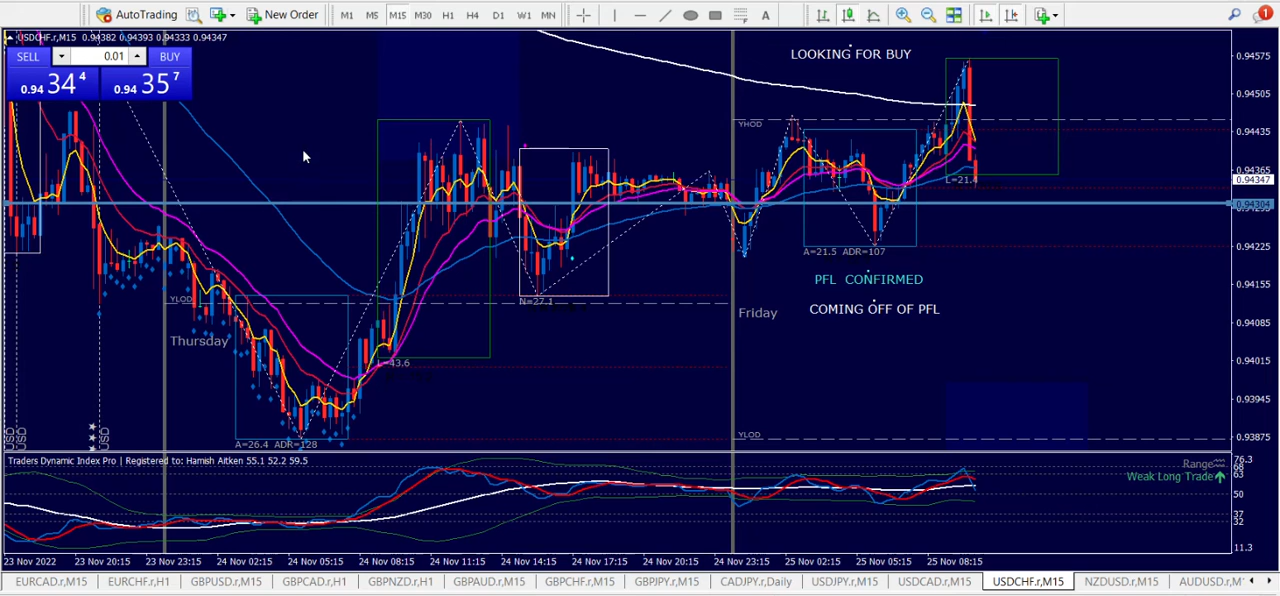 AutoTrading New Order M1 M5 M15 M30 H1 H4 D1 W1 MN A 1
USDCHF.r,M15 0.94382 0.94393 0.94333 0.94347
SELL 0.01 BUY
0.94 34 4 0.94 35 7
LOOKING FOR BUY
0.94575
0.94505
YHOD
0.94435
0.94365
L=21.4
0.94347
0.94304
A=21.5 ADR=107
0.94225
PFL CONFIRMED
0.94155
YLOD
N=27.1
COMING OFF OF PFL
Friday
0.94085
Thursday
L=43.6
0.94015
0.93945
USD
USD
USD
YLOD
0.93875
A=26.4 ADR=128
Traders Dynamic Index Pro | Registered to: Hamish Aitken 55.1 52.2 59.5
Range
Weak Long Trade
76.3
68
63
50
37
32
11.3
23 Nov 2022 23 Nov 20:15 23 Nov 23:15 24 Nov 02:15 24 Nov 05:15 24 Nov 08:15 24 Nov 11:15 24 Nov 14:15 24 Nov 17:15 24 Nov 20:15 24 Nov 23:15 25 Nov 02:15 25 Nov 05:15 25 Nov 08:15
EURCAD.r,M15 EURCHF.r,H1 GBPUSD.r,M15 GBPCAD.r,H1 GBPNZD.r,H1 GBPAUD.r,M15 GBPCHF.r,M15 GBPJPY.r,M15 CADJPY.r,Daily USDJPY.r,M15 USDCAD.r,M15 USDCHF.r,M15 NZDUSD.r,M15 AUDUSD.r,M